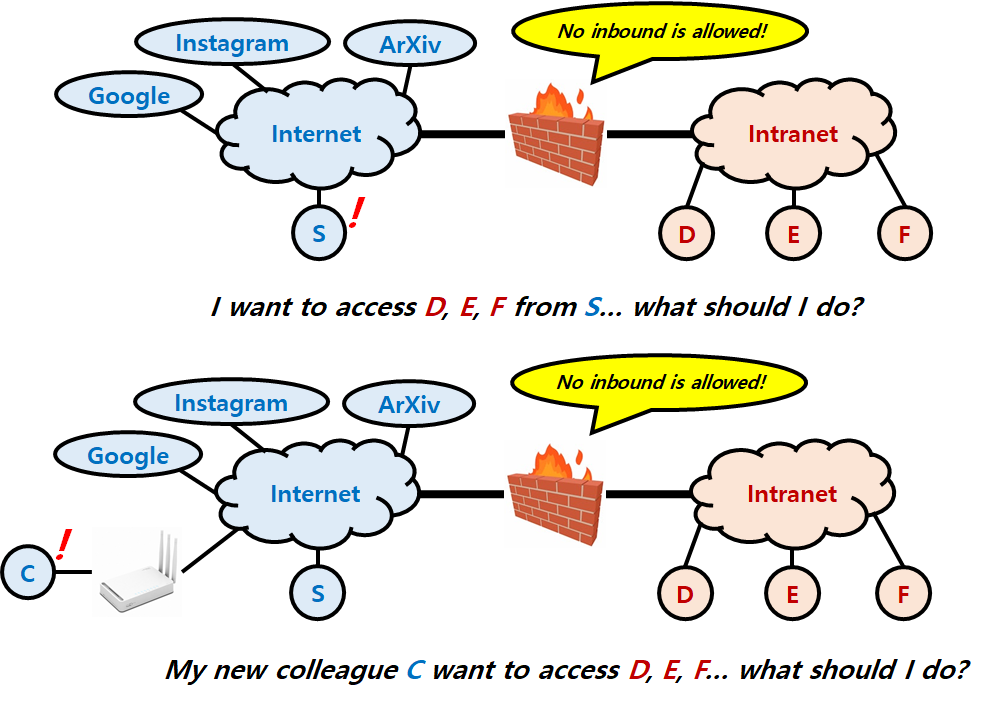 Instagram
ArXiv
No inbound is allowed!
Google
Internet
Intranet
S
!
D
E
F
I want to access D, E, F from S... what should I do?
Instagram
ArXiv
No inbound is allowed!
Google
Internet
Intranet
!
C
S
D
E
F
My new colleague C want to access D, E, F... what should I do?